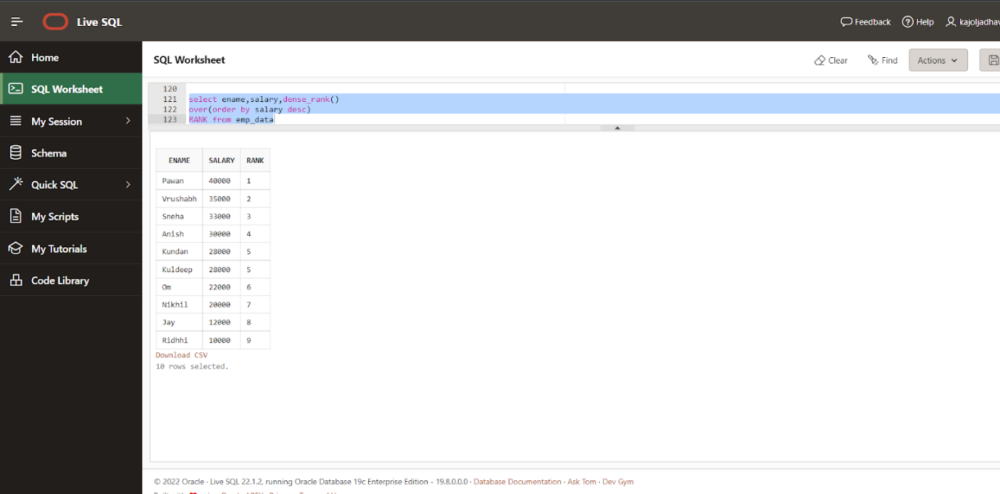 Live SQL
Feedback
Help
kajoljadhav
Home
SQL Worksheet
My Session
Schema
Quick SQL
My Scripts
My Tutorials
Code Library
SQL Worksheet
Clear
Find
Actions
120
121 select ename,salary,dense_rank()
122 over(order by salary desc)
123 RANK from emp_data
ENAME SALARY RANK
Pawan 40000 1
Vrushabh 35000 2
Sneha 33000 3
Anish 30000 4
Kundan 28000 5
Kuldeep 28000 5
Om 22000 6
Nikhil 20000 7
Jay 12000 8
Ridhhi 10000 9
Download CSV
10 rows selected.
© 2022 Oracle · Live SQL 22.1.2, running Oracle Database 19c Enterprise Edition - 19.8.0.0.0 · Database Documentation · Ask Tom · Dev Gym